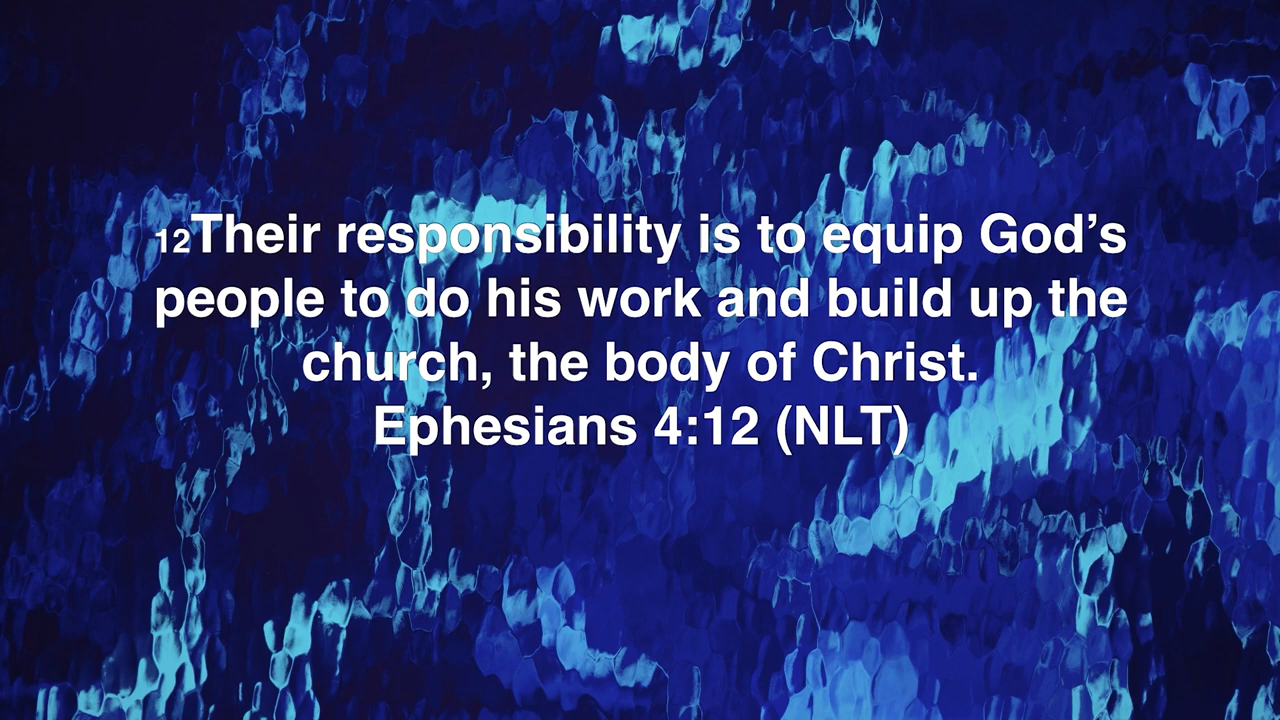 12Their responsibility is to equip God’s
people to do his work and build up the
church, the body of Christ.
Ephesians 4:12 (NLT)